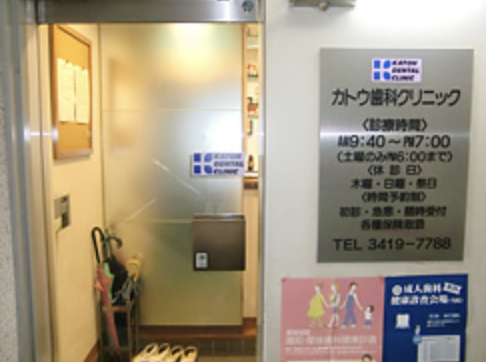 KATOH
DENTAL
CLINIC
カトウ歯科クリニック
〈診療時間〉
AM9:40〜PM7:00
〈土曜のみPM6:00まで〉
〈休診日〉
木曜・日曜・祭日
〈時間予約制〉
初診・急患・随時受付
各種保険取扱
TEL 3419-7788
KATOH
DENTAL
CLINIC
成人歯科
健康診査会場